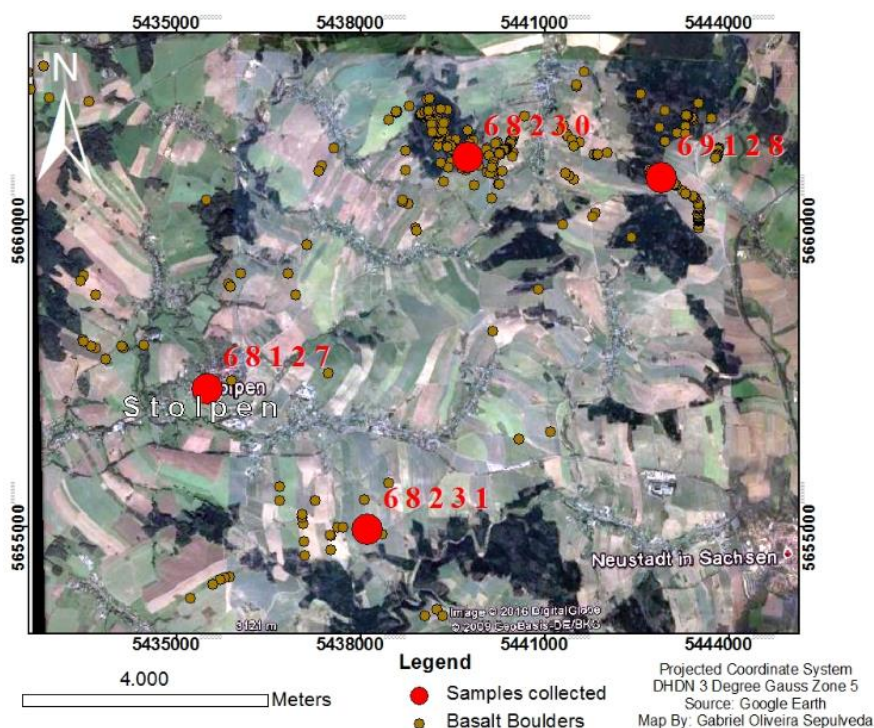 5435000 5438000 5441000 5444000
N
68230
69128
5660000 5660000
68127
olpen
Stolpen
68231
5655000 5655000
Neustadt in Sachsen
3121 m
Image © 2016 DigitalGlobe
© 2009 GeoBasis-DE/BKG
5435000 5438000 5441000 5444000
4.000
Meters
Legend
Samples collected
Basalt Boulders
Projected Coordinate System
DHDN 3 Degree Gauss Zone 5
Source: Google Earth
Map By: Gabriel Oliveira Sepulveda